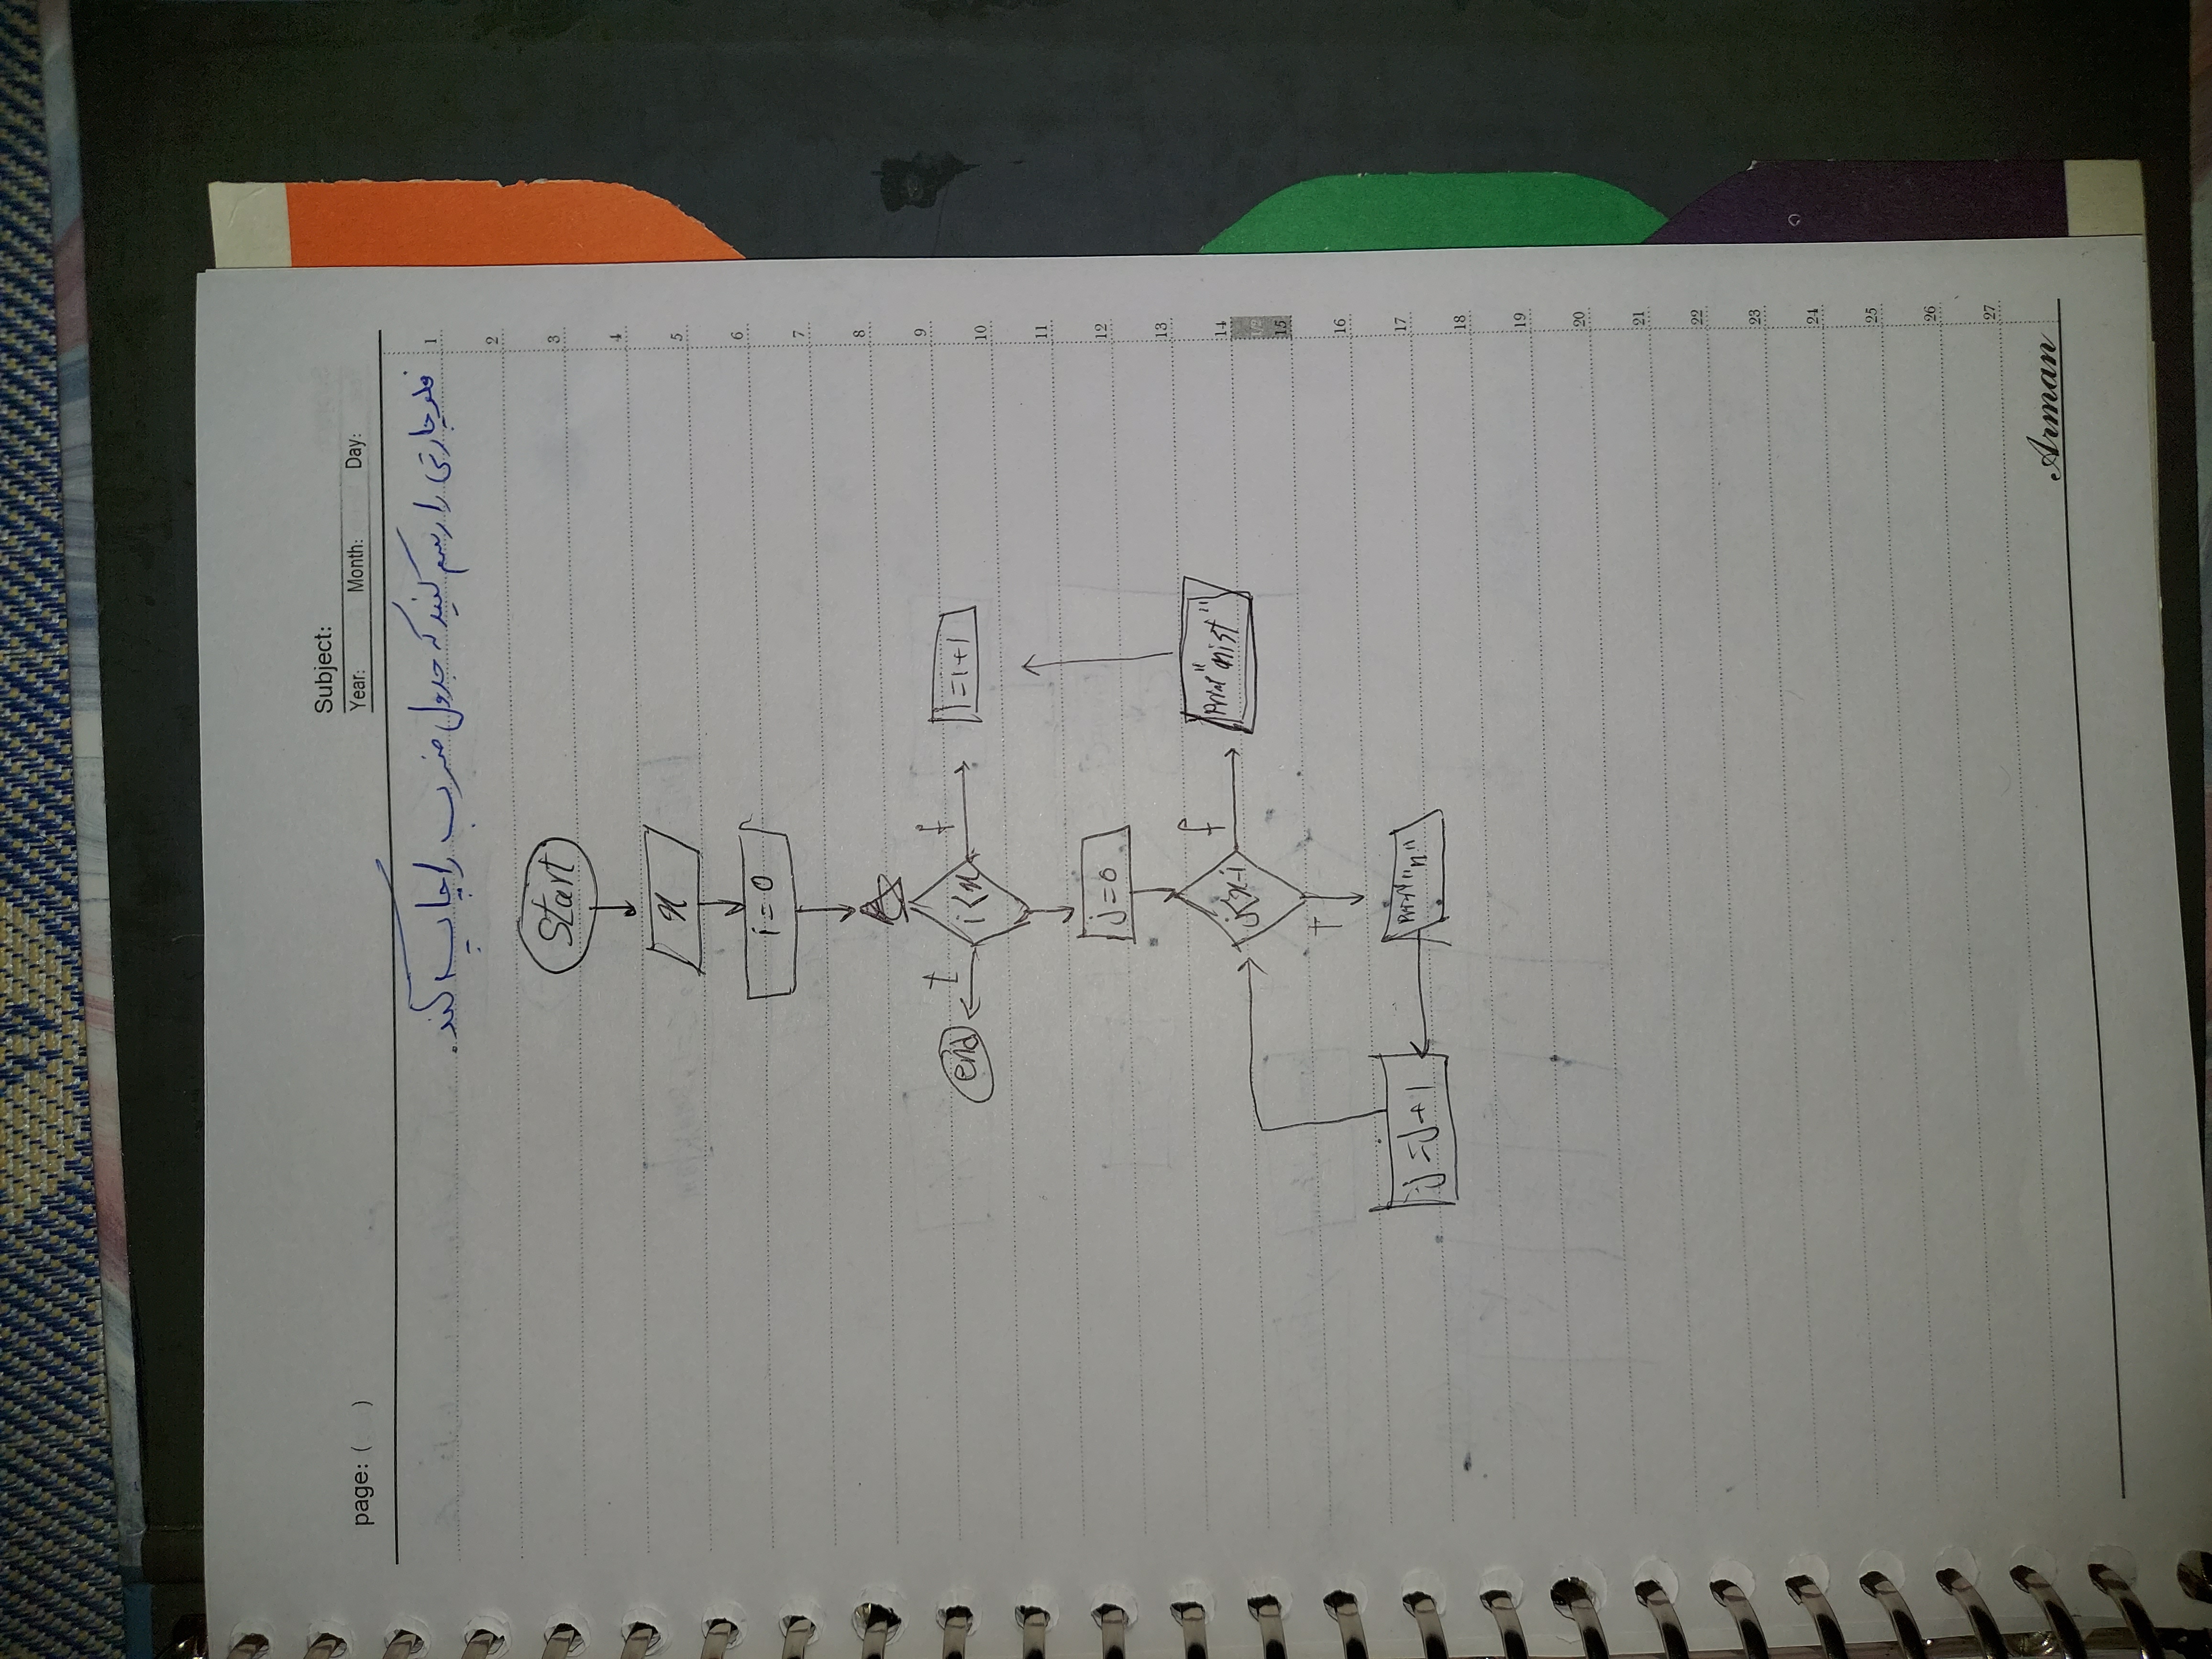 Subject:
page: ( )
Year: Month: Day:
فلوچارتی را رسم کنید که جدول ضرب را چاپ کند.
1
2
Start
3
4
x
5
6
i=0
7
8
9
end t i<x f i=i+1
10
11
j=0
12
13
j<x-i f print "nist"
14
1/2
15
t
16
j=j+1 print "n"
17
18
19
20
21
22
23
24
25
26
27
Arman